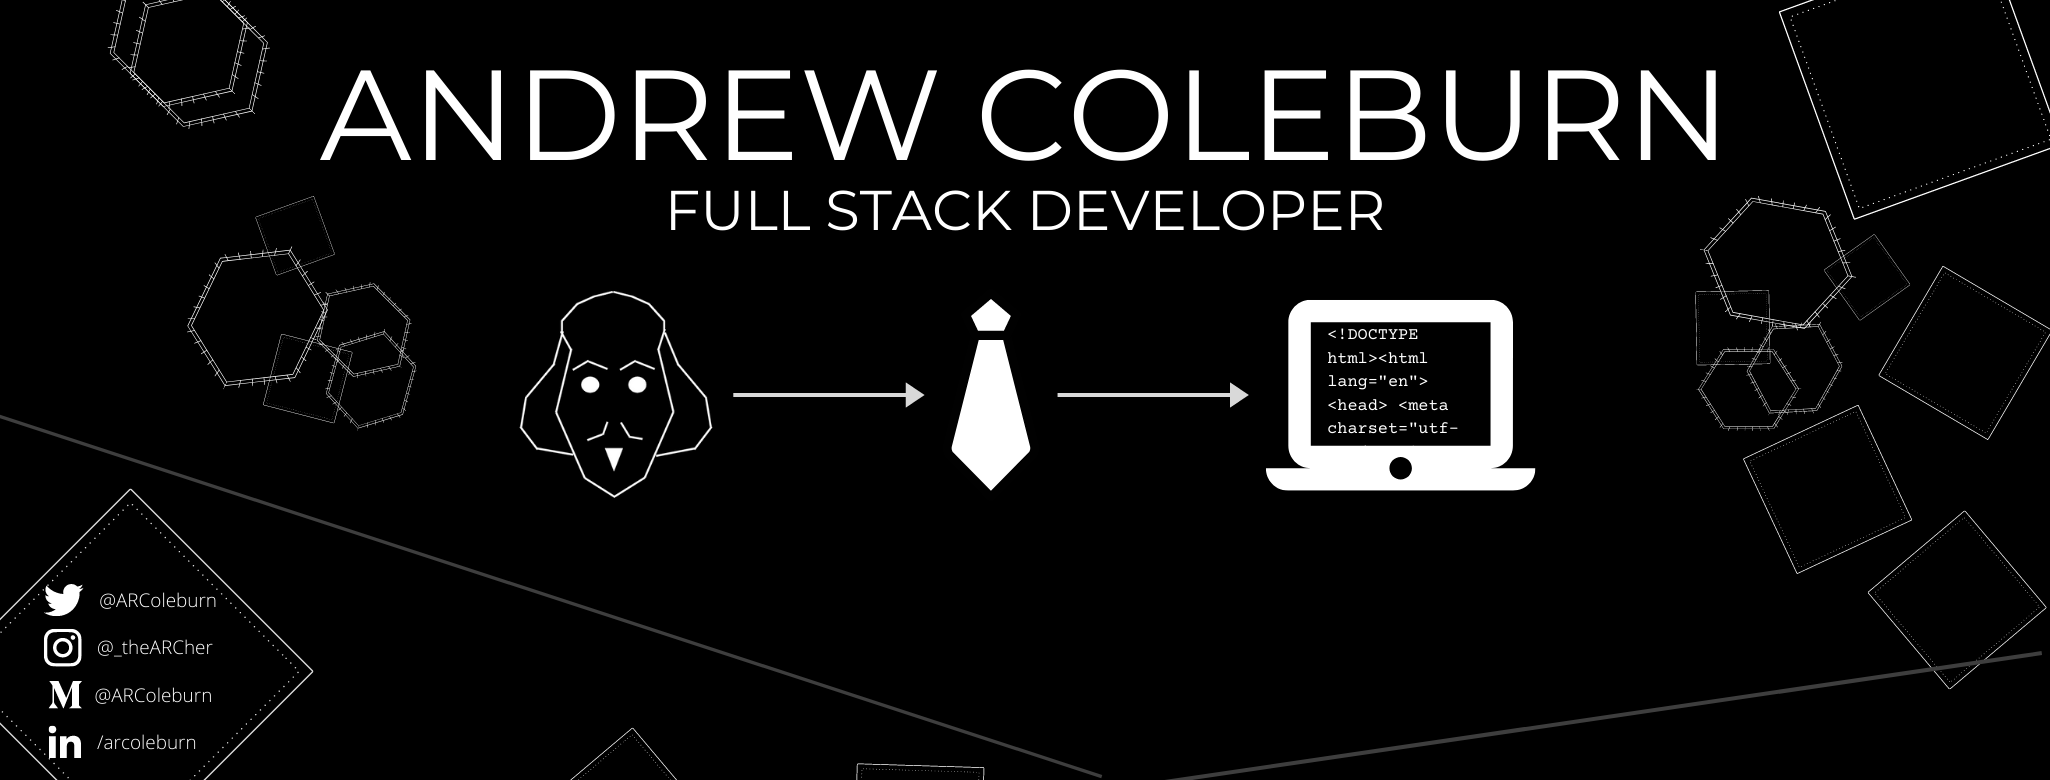 ANDREW COLEBURN
FULL STACK DEVELOPER
<!DOCTYPE
html><html
lang="en">
<head> <meta
charset="utf-
@ARColeburn
@_theARCher
@ARColeburn
/arcoleburn